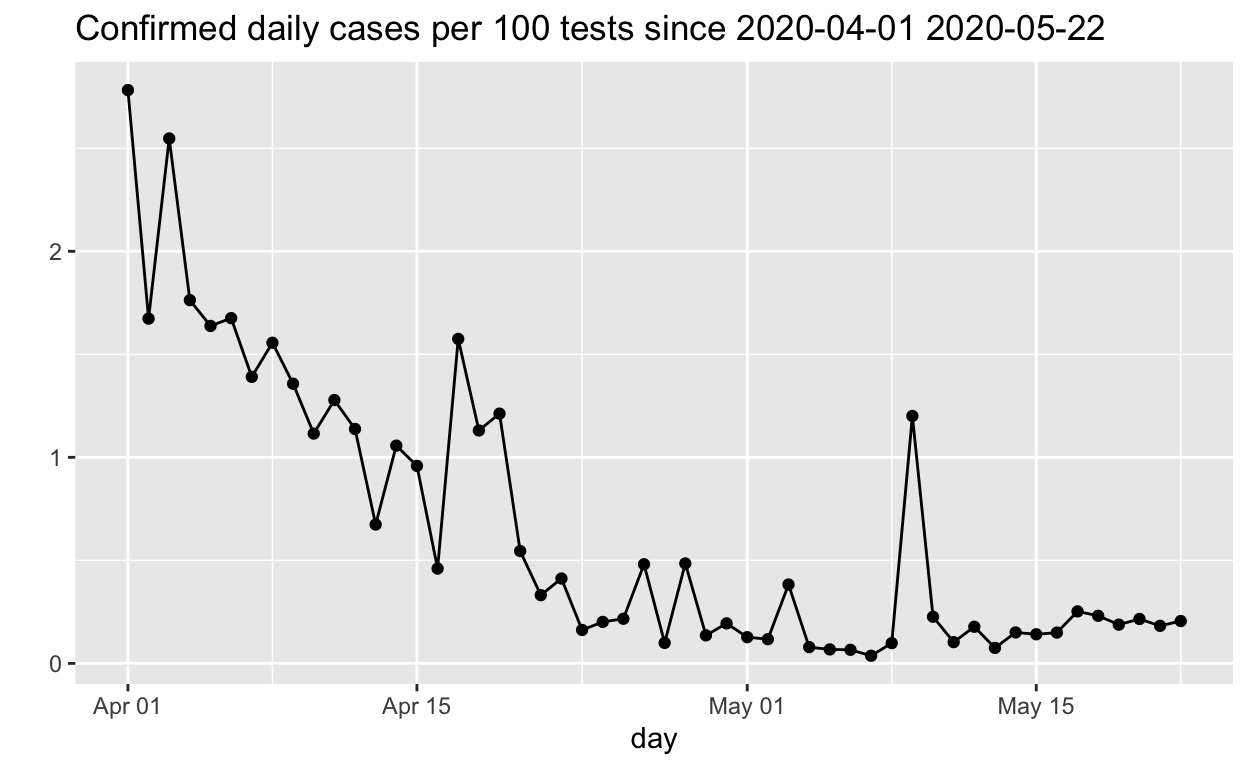 Confirmed daily cases per 100 tests since 2020-04-01 2020-05-22
2
1
0
Apr 01
Apr 15
May 01
May 15
day